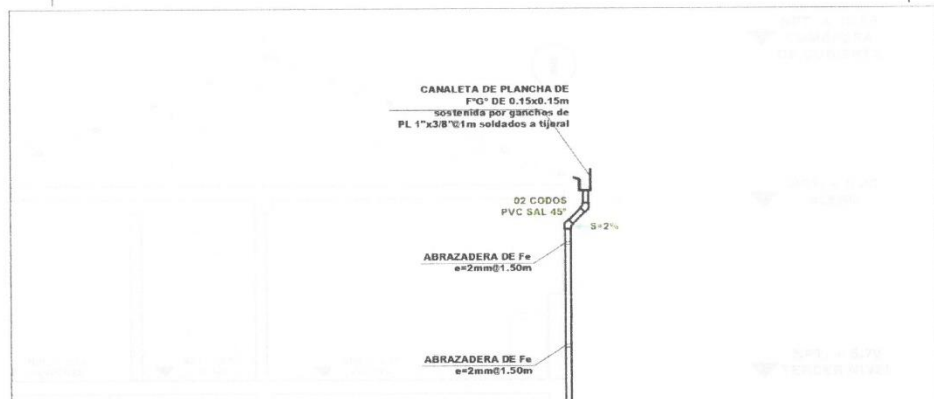 CANALETA DE PLANCHA DE
F°G° DE 0.15x0.15m
sostenida por ganchos de
PL 1"x3/8"@1m soldados a tijeral
02 CODOS
PVC SAL 45°
S=2%
ABRAZADERA DE Fe
e=2mm@1.50m
ABRAZADERA DE Fe
e=2mm@1.50m